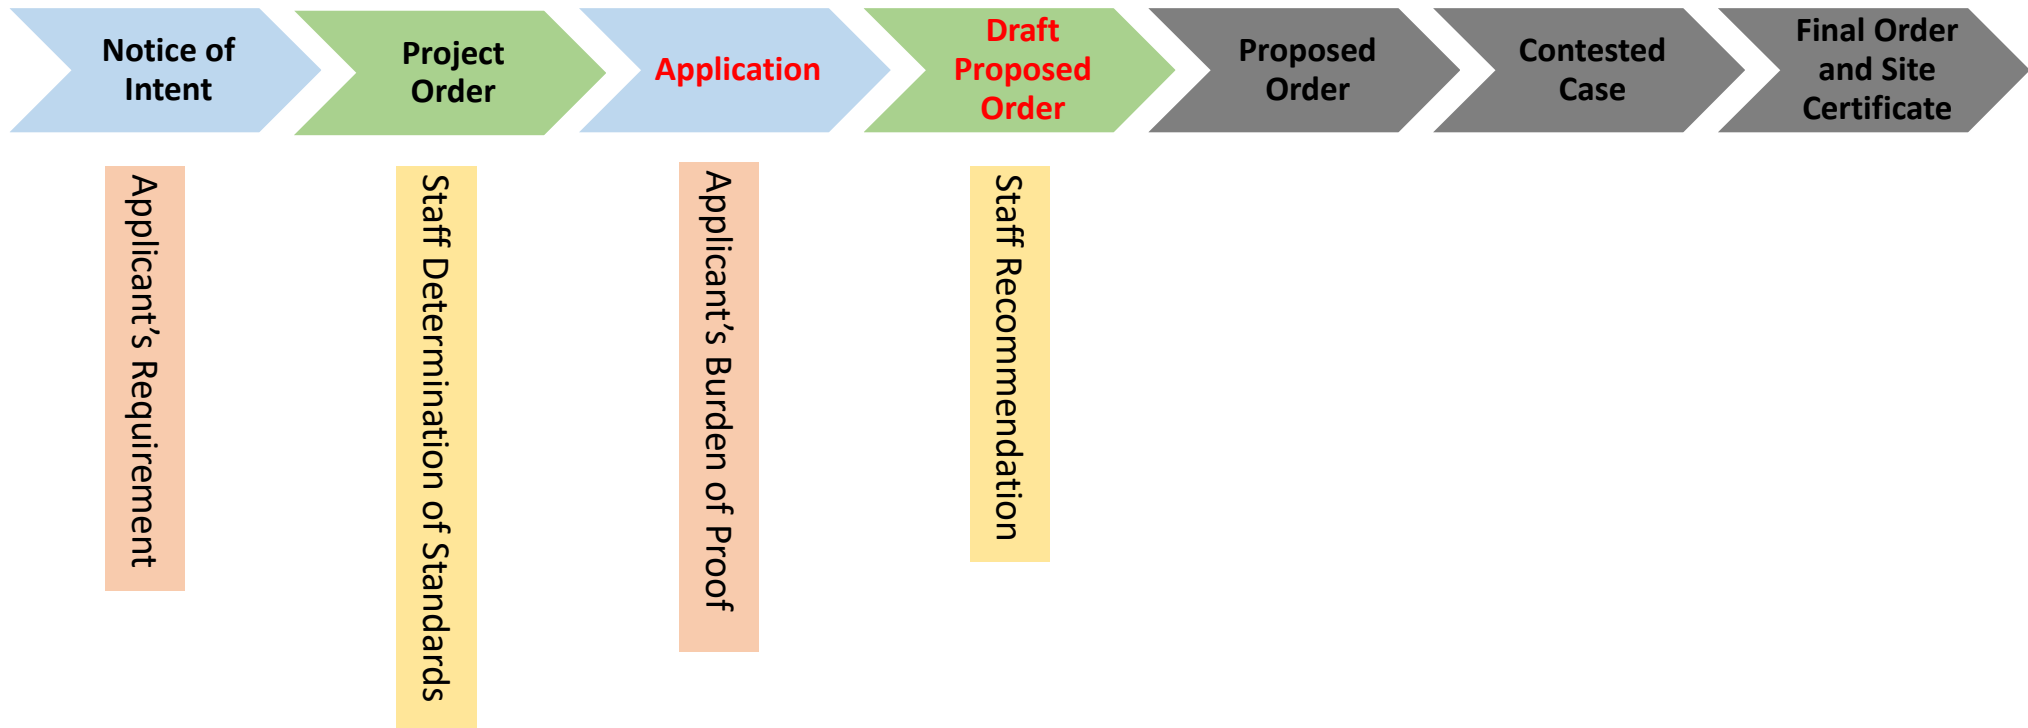 Notice of
Intent
Project
Order
Application
Draft
Proposed
Order
Proposed
Order
Contested
Case
Final Order
and Site
Certificate
Applicant’s Requirement
Staff Determination of Standards
Applicant’s Burden of Proof
Staff Recommendation